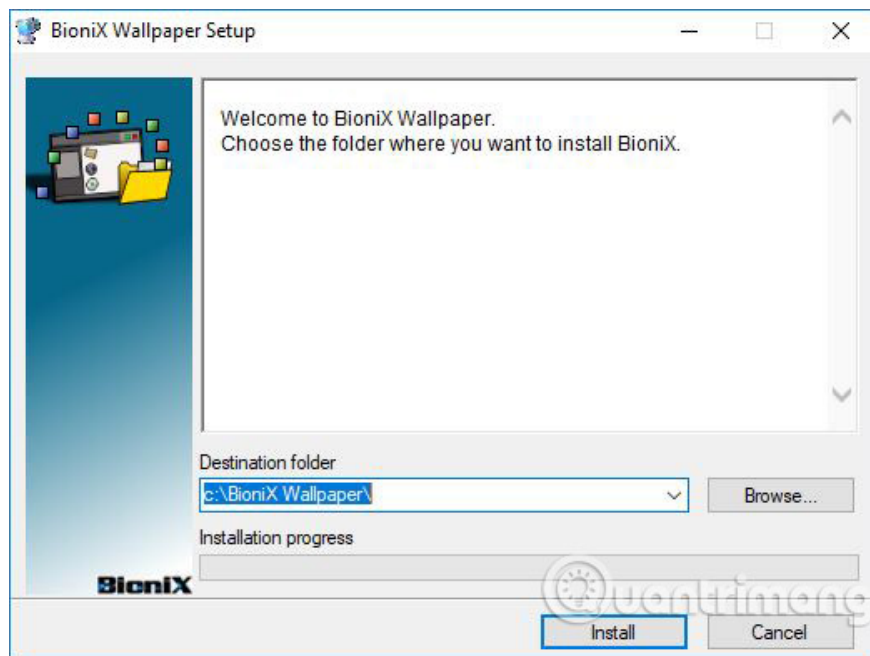 BioniX Wallpaper Setup
Welcome to BioniX Wallpaper.
Choose the folder where you want to install BioniX.
Destination folder
c:\BioniX Wallpaper\
Browse...
Installation progress
BioniX
Quantrimang
Install
Cancel